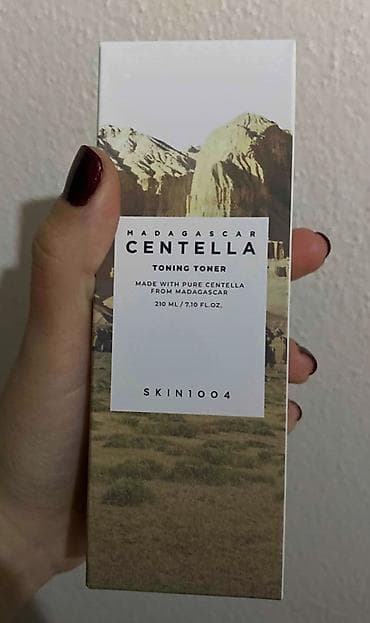 MADAGASCAR
CENTELLA
TONING TONER
MADE WITH PURE CENTELLA
FROM MADAGASCAR
210 ML / 7.10 FL.OZ.
SKIN1004